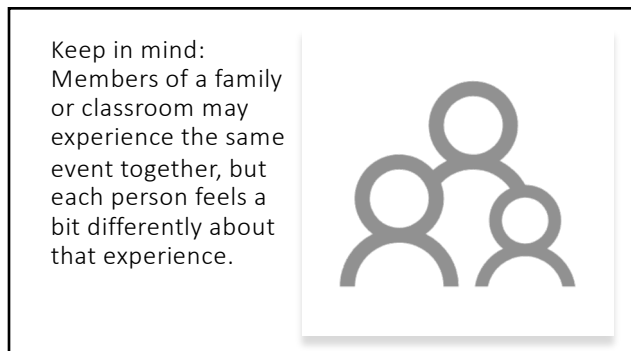 Keep in mind:
Members of a family
or classroom may
experience the same
event together, but
each person feels a
bit differently about
that experience.